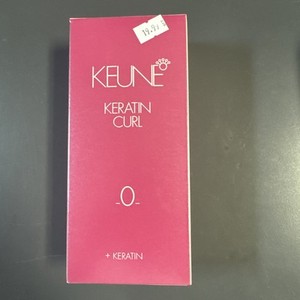 KEUNE
KERATIN
CURL
-0-
+ KERATIN